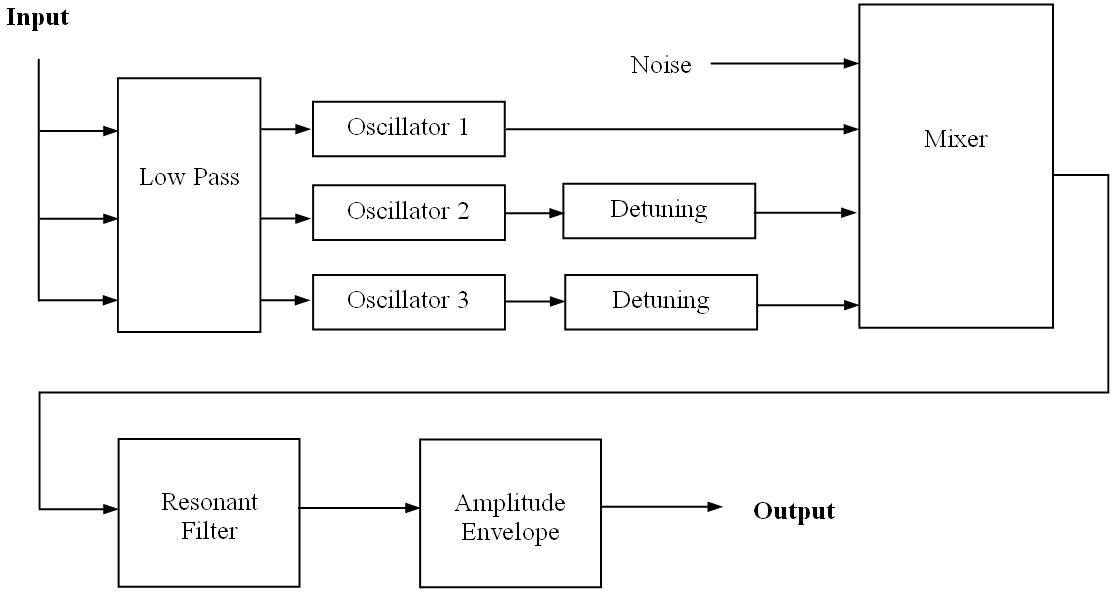 Input
Noise
Oscillator 1
Mixer
Low Pass
Oscillator 2
Detuning
Oscillator 3
Detuning
Resonant
Filter
Amplitude
Envelope
Output